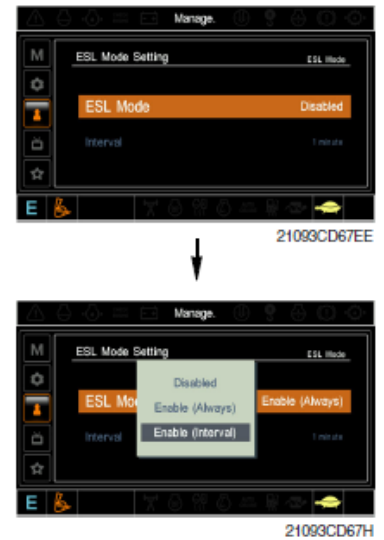 Manage.
M
ESL Mode Setting
ESL Mode
ESL Mode
Disabled
Interval
1 minute
E
21093CD67EE
Manage.
M
ESL Mode Setting
ESL Mode
Disabled
ESL Mo
Enable (Always)
Enable (Always)
Interval
Enable (Interval)
1 minute
E
21093CD67H